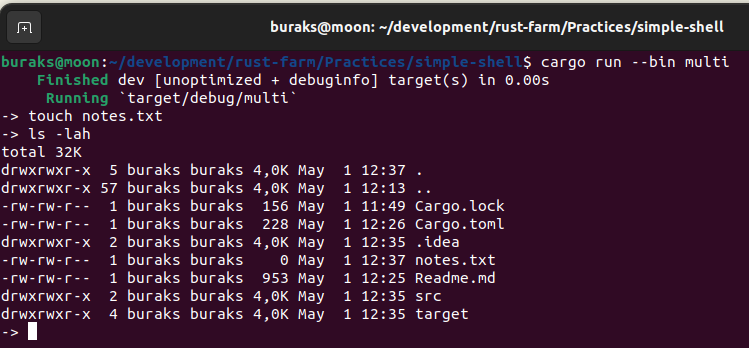 buraks@moon: ~/development/rust-farm/Practices/simple-shell
buraks@moon:~/development/rust-farm/Practices/simple-shell$ cargo run --bin multi
    Finished dev [unoptimized + debuginfo] target(s) in 0.00s
     Running `target/debug/multi`
-> touch notes.txt
-> ls -lah
total 32K
drwxrwxr-x  5 buraks buraks 4,0K May  1 12:37 .
drwxrwxr-x 57 buraks buraks 4,0K May  1 12:13 ..
-rw-rw-r--  1 buraks buraks  156 May  1 11:49 Cargo.lock
-rw-rw-r--  1 buraks buraks  228 May  1 12:26 Cargo.toml
drwxrwxr-x  2 buraks buraks 4,0K May  1 12:35 .idea
-rw-rw-r--  1 buraks buraks    0 May  1 12:37 notes.txt
-rw-rw-r--  1 buraks buraks  953 May  1 12:25 Readme.md
drwxrwxr-x  2 buraks buraks 4,0K May  1 12:35 src
drwxrwxr-x  4 buraks buraks 4,0K May  1 12:35 target
->